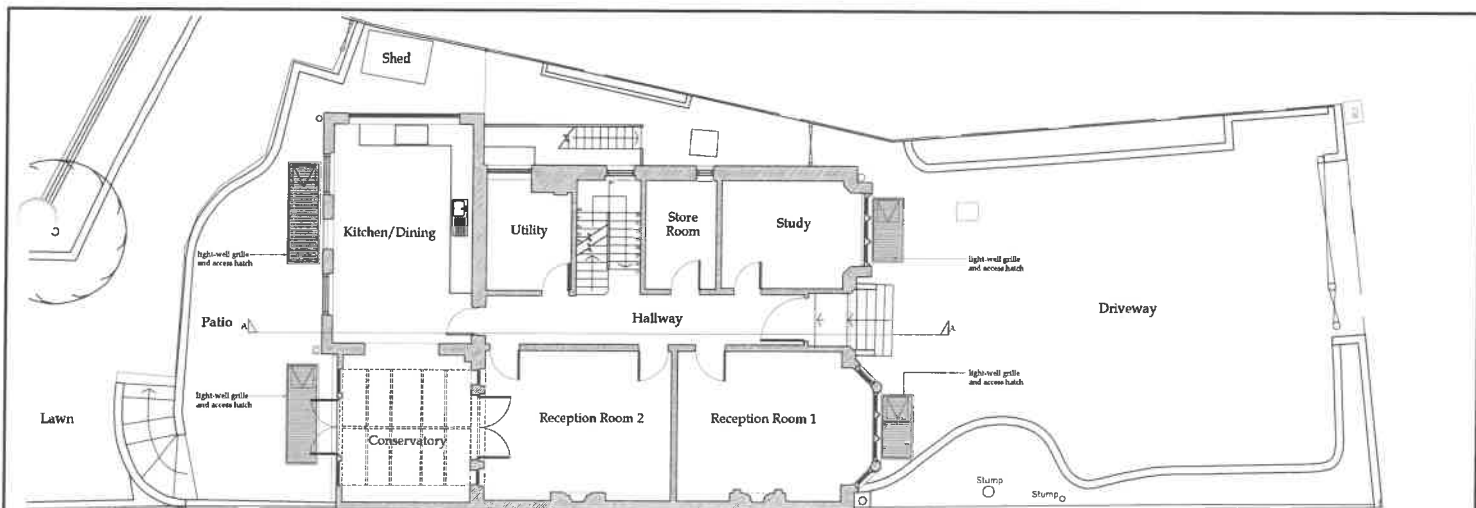 Shed
Kitchen/Dining
Utility
Store
Room
Study
light-well grille
and access hatch
light-well grille
and access hatch
Patio
A
Hallway
A
Driveway
light-well grille
and access hatch
light-well grille
and access hatch
Lawn
Conservatory
Reception Room 2
Reception Room 1
Stump
Stump